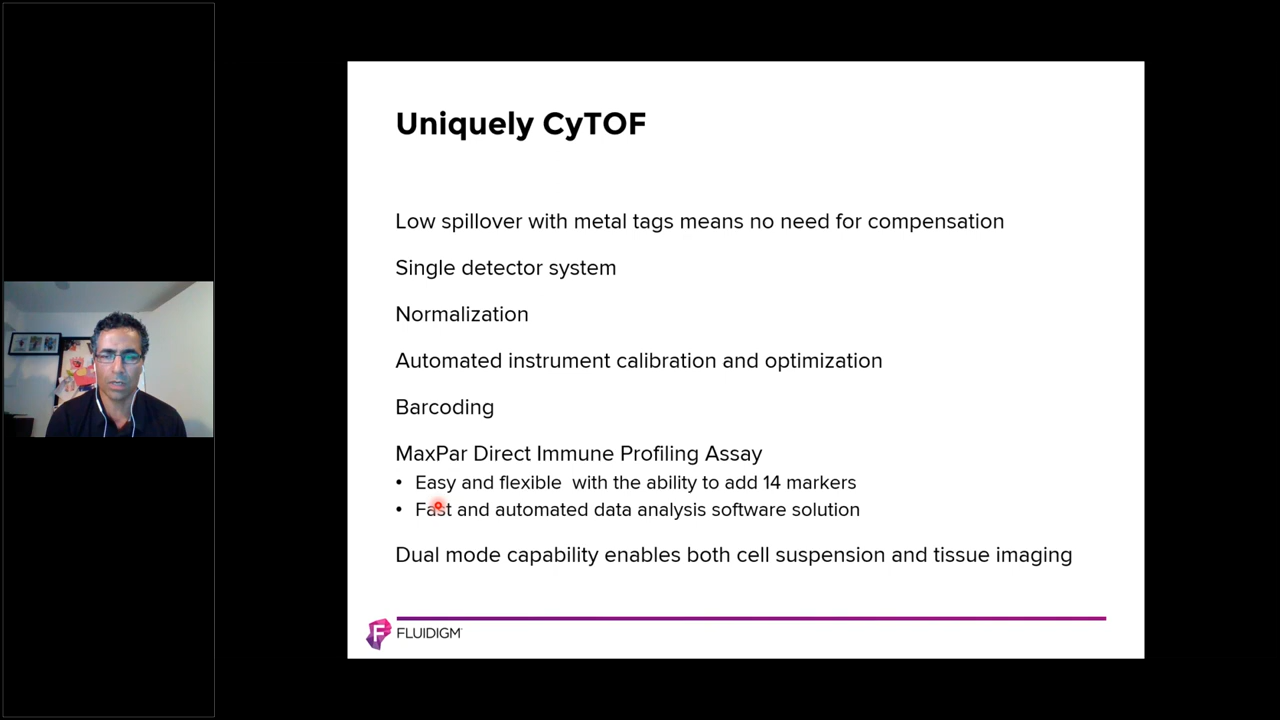 Uniquely CyTOF
Low spillover with metal tags means no need for compensation
Single detector system
Normalization
Automated instrument calibration and optimization
Barcoding
MaxPar Direct Immune Profiling Assay
• Easy and flexible  with the ability to add 14 markers
• Fast and automated data analysis software solution
Dual mode capability enables both cell suspension and tissue imaging
F FLUIDIGM